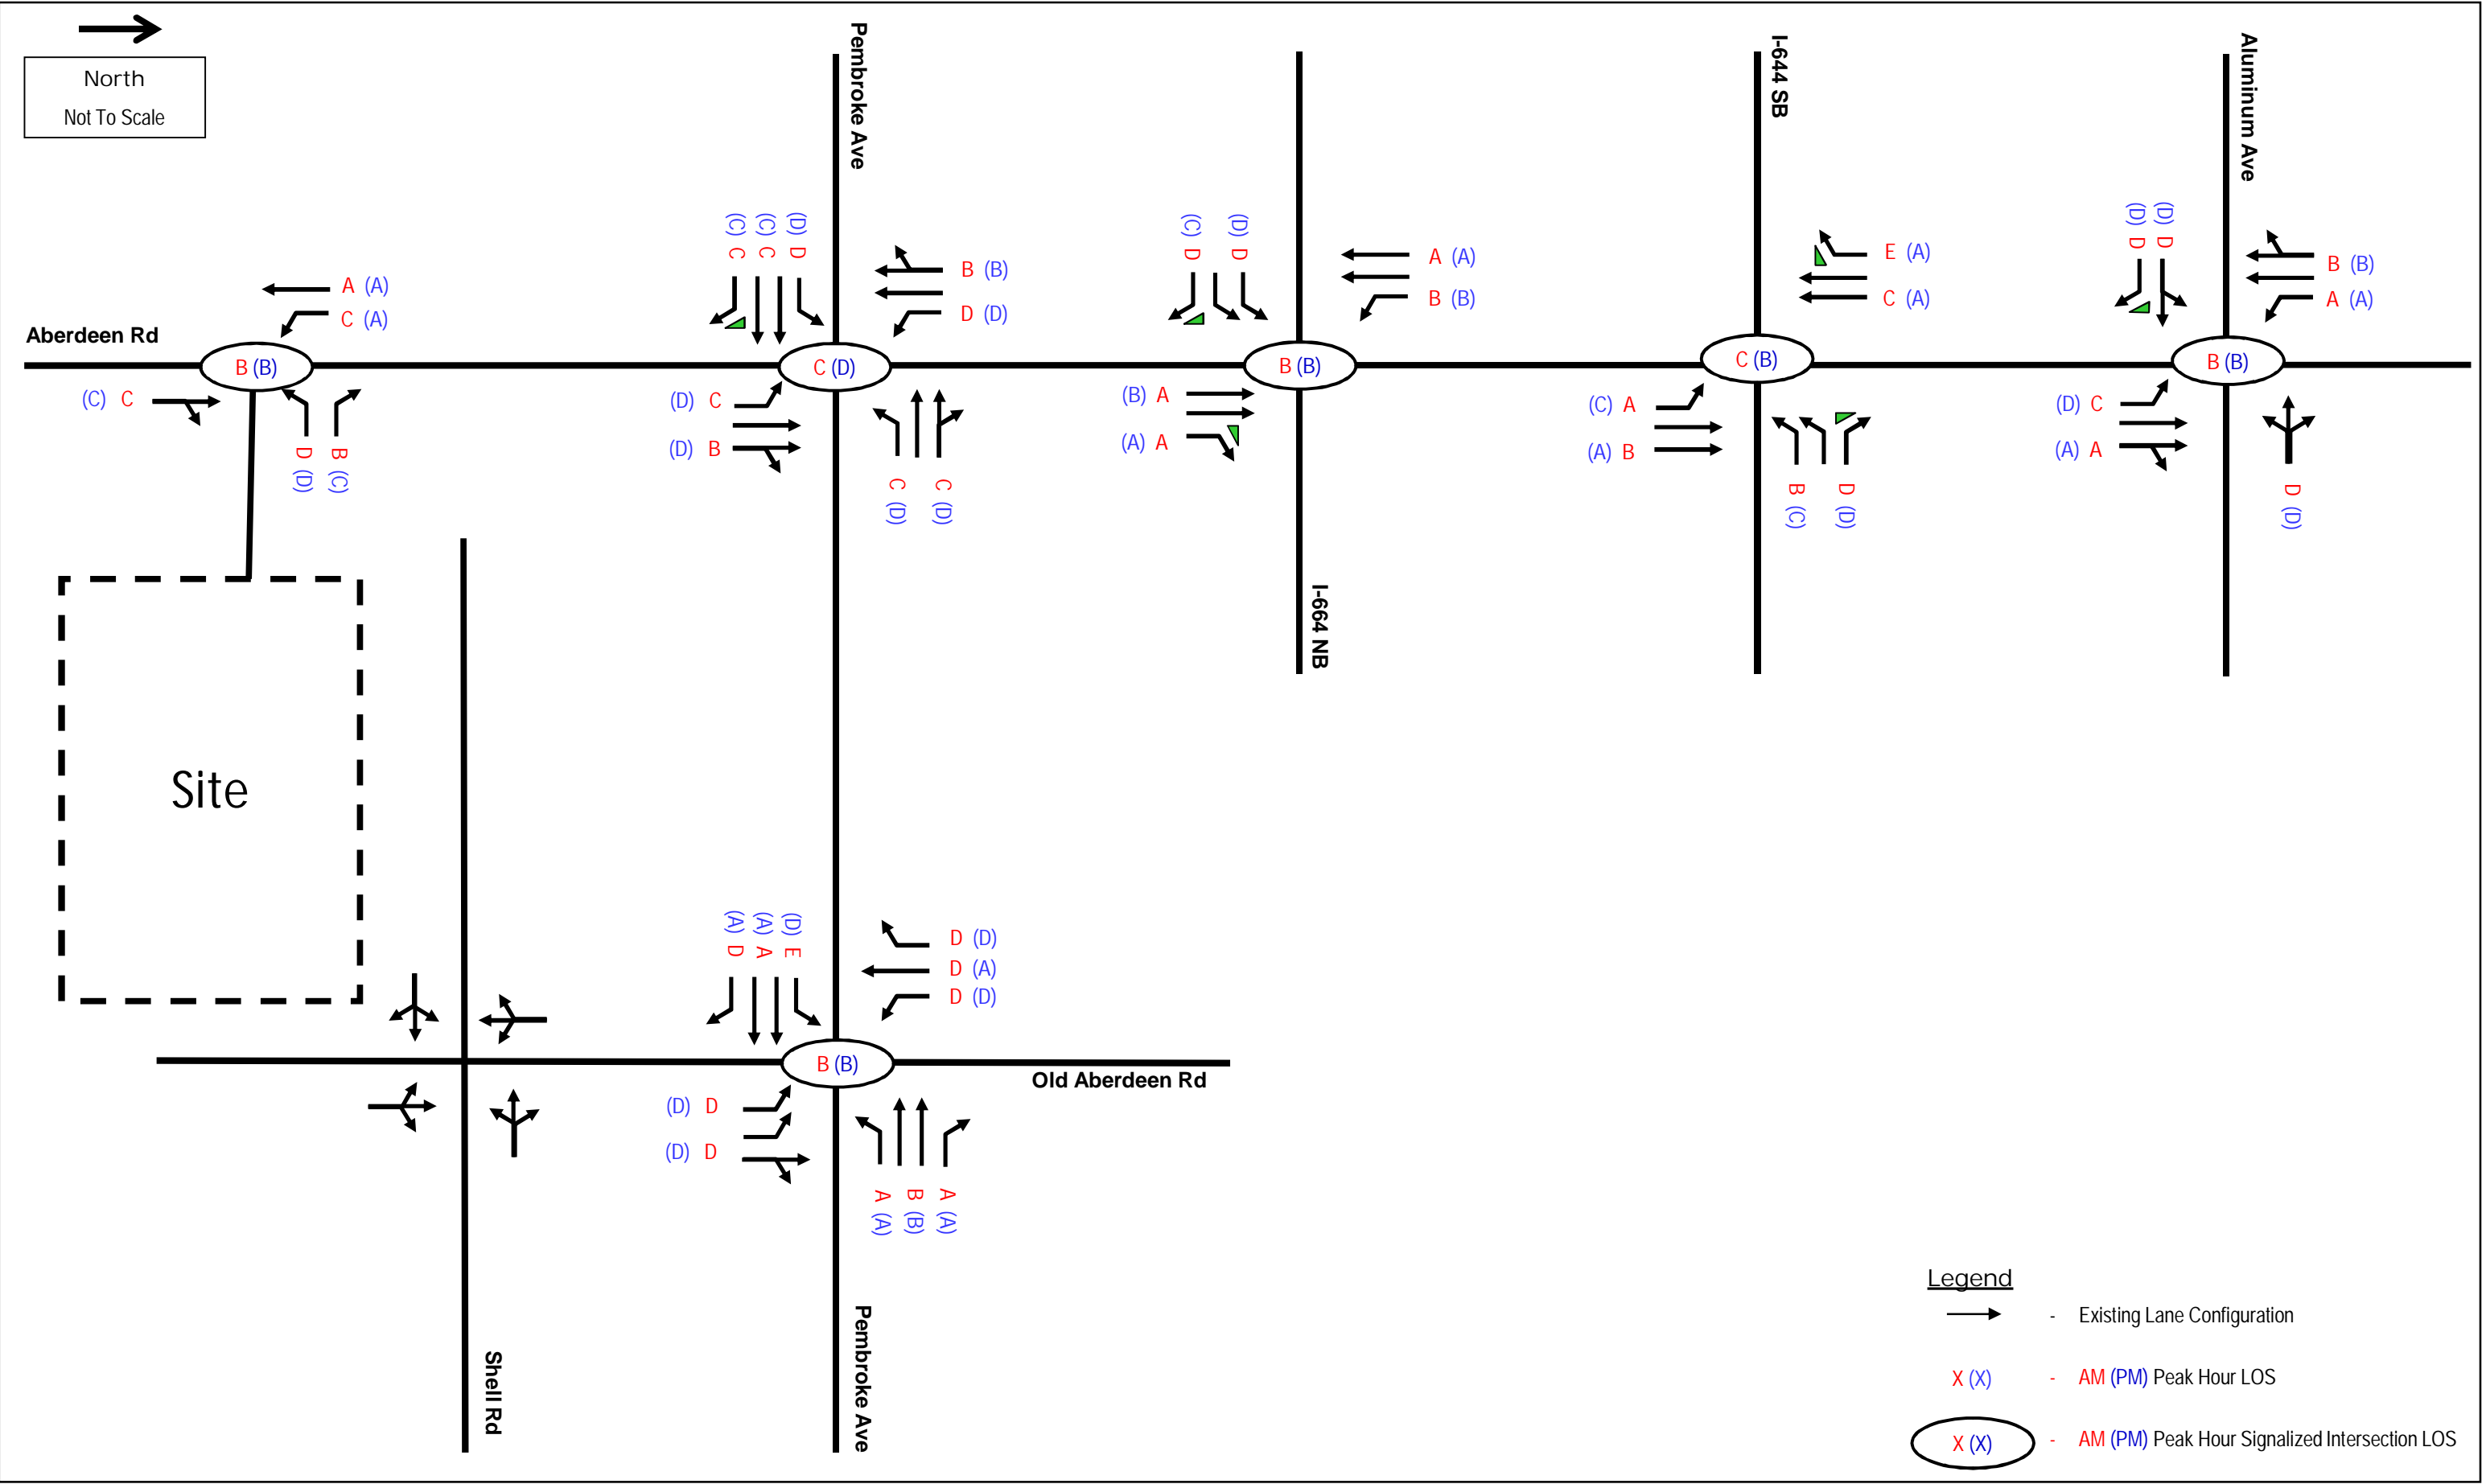 North
Not To Scale
Pembroke Ave
I-644 SB
Aluminum Ave
(C) C
(C) C
(D) D
B (B)
D (D)
(C) D
(D) D
A (A)
B (B)
E (A)
C (A)
(D) D
(D) D
B (B)
A (A)
A (A)
C (A)
Aberdeen Rd
B (B)
C (D)
B (B)
C (B)
B (B)
(C) C
D (D)
B (C)
(D) C
(D) B
C (D)
C (D)
(B) A
(A) A
(C) A
(A) B
B (C)
D (D)
(D) C
(A) A
D (D)
I-664 NB
Site
(A) D
(A) A
(D) E
D (D)
D (A)
D (D)
B (B)
Old Aberdeen Rd
(D) D
(D) D
A (A)
B (B)
A (A)
Shell Rd
Pembroke Ave
Legend
- Existing Lane Configuration
X (X) - AM (PM) Peak Hour LOS
X (X) - AM (PM) Peak Hour Signalized Intersection LOS